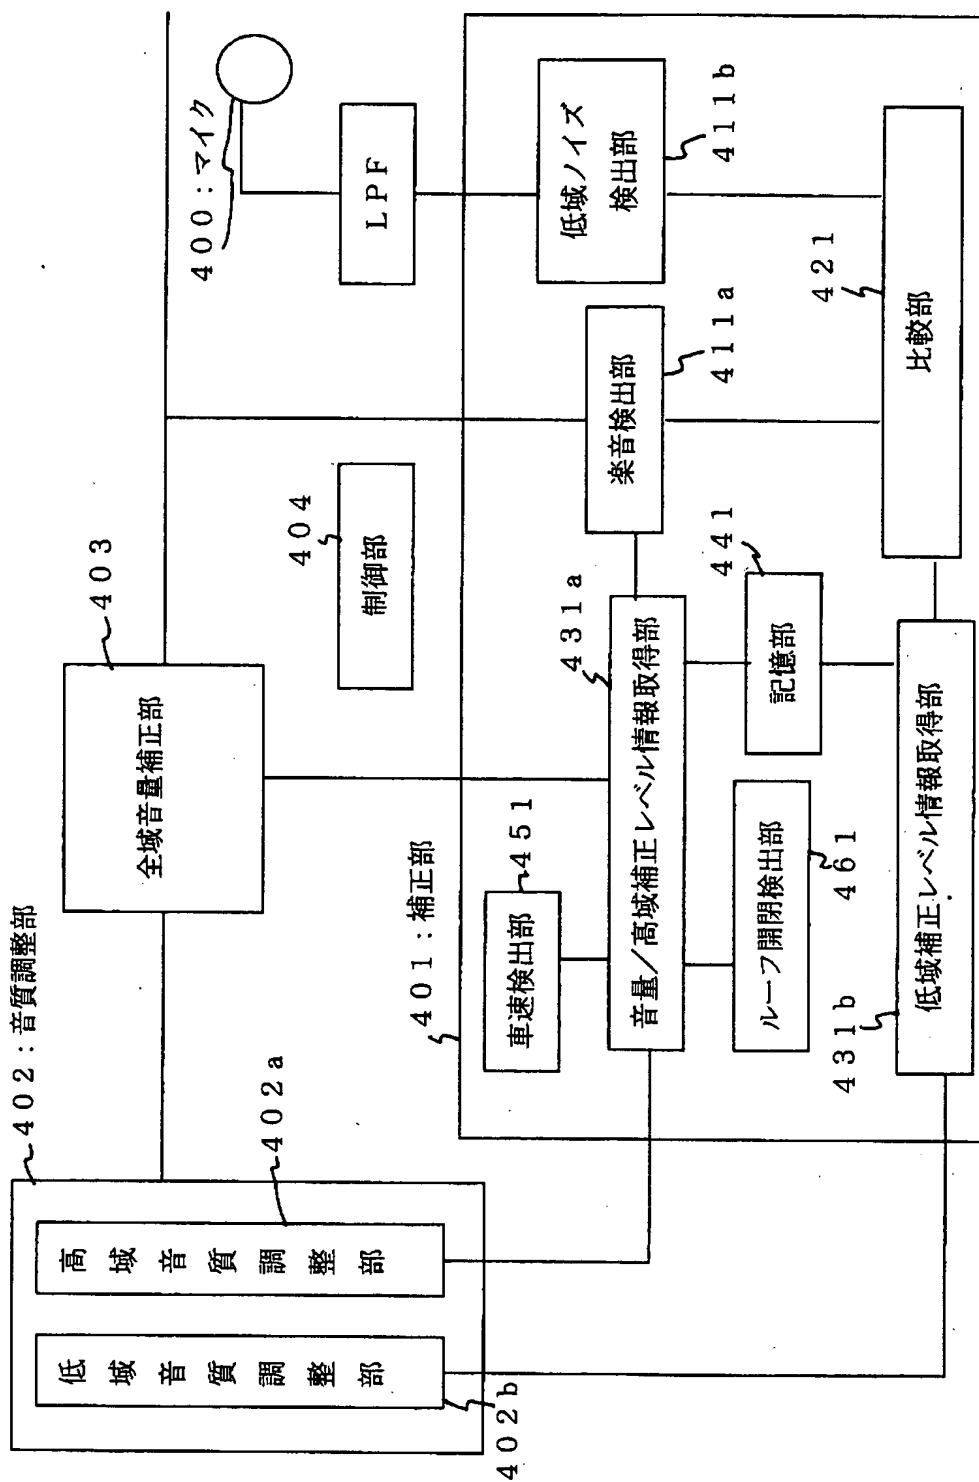 402：音質調整部
402a
高域音質調整部
低域音質調整部
402b
全域音量補正部
403
制御部
404
400：マイク
LPF
401：補正部
車速検出部
451
音量／高域補正レベル情報取得部
431a
ルーフ開閉検出部
461
記憶部
441
楽音検出部
411a
低域ノイズ
検出部
411b
低域補正レベル情報取得部
431b
比較部
421